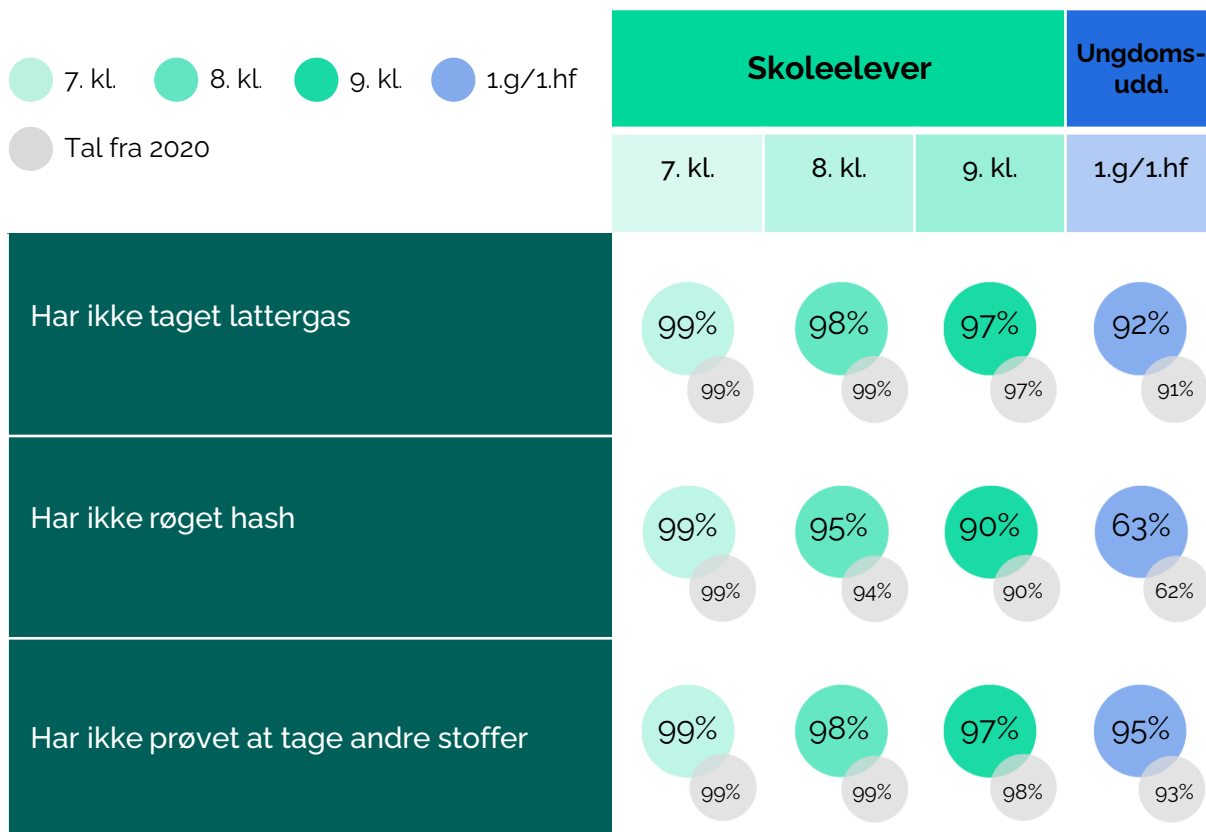 7. kl.
8. kl.
9. kl.
1.g/1.hf
Tal fra 2020
Skoleelever
Ungdoms-
udd.
7. kl.
8. kl.
9. kl.
1.g/1.hf
Har ikke taget lattergas
99%
98%
97%
92%
99%
99%
97%
91%
Har ikke røget hash
99%
95%
90%
63%
99%
94%
90%
62%
Har ikke prøvet at tage andre stoffer
99%
98%
97%
95%
99%
99%
98%
93%